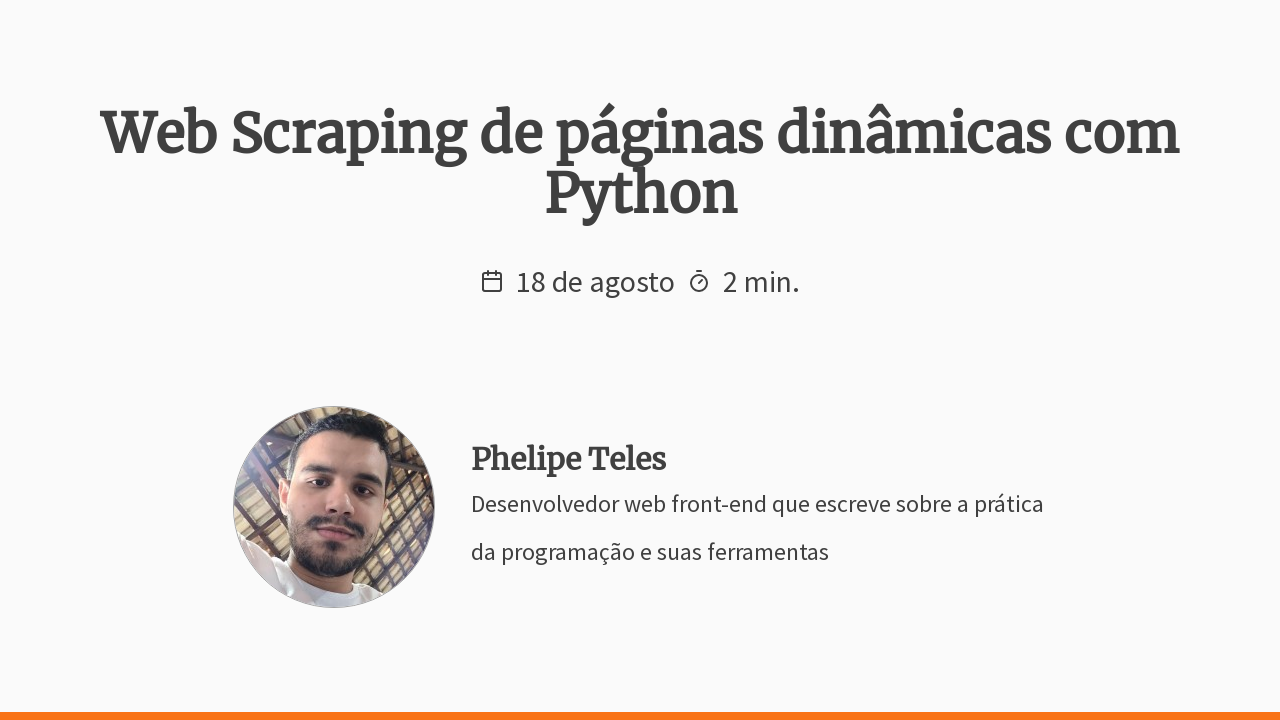 Web Scraping de páginas dinâmicas com
Python
18 de agosto 2 min.
Phelipe Teles
Desenvolvedor web front-end que escreve sobre a prática
da programação e suas ferramentas